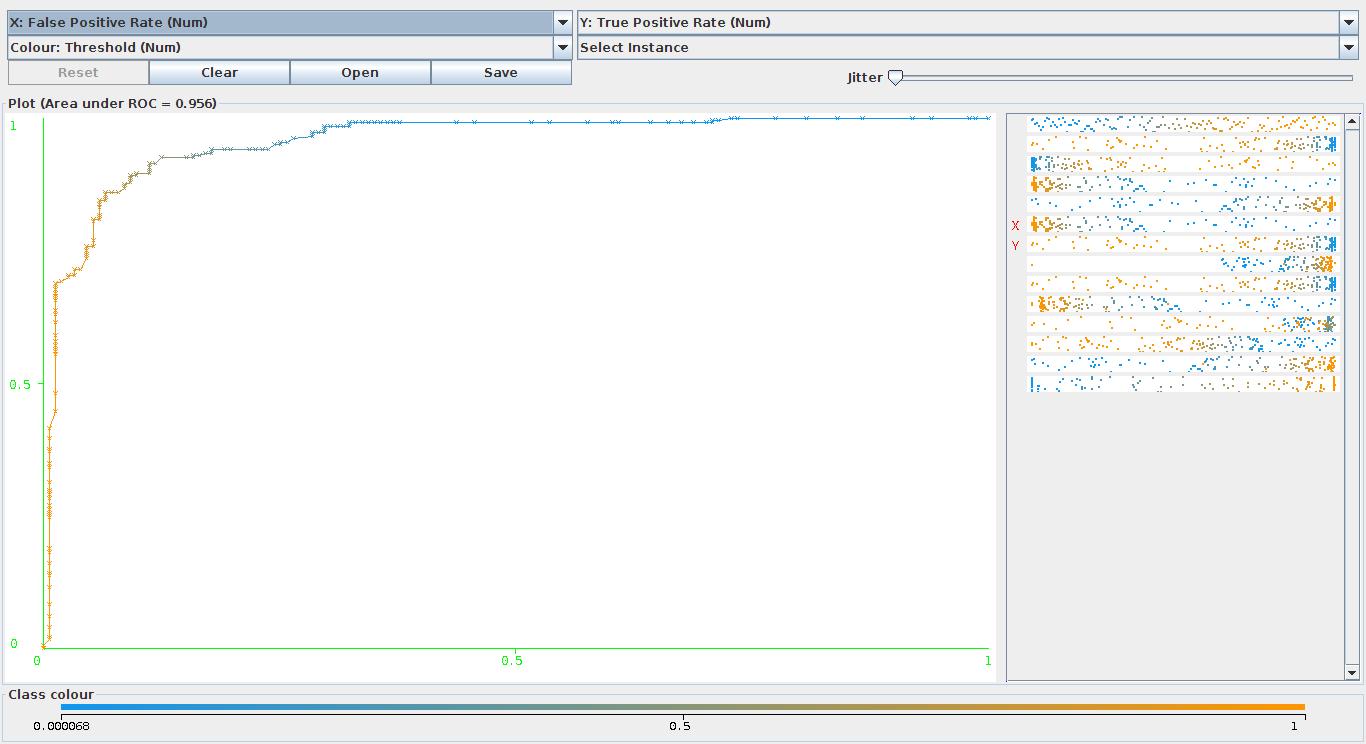 X: False Positive Rate (Num)
Y: True Positive Rate (Num)
Colour: Threshold (Num)
Select Instance
Reset
Clear
Open
Save
Jitter
Plot (Area under ROC = 0.956)
1
0.5
0
0
0.5
1
X
Y
Class colour
0.000068
0.5
1